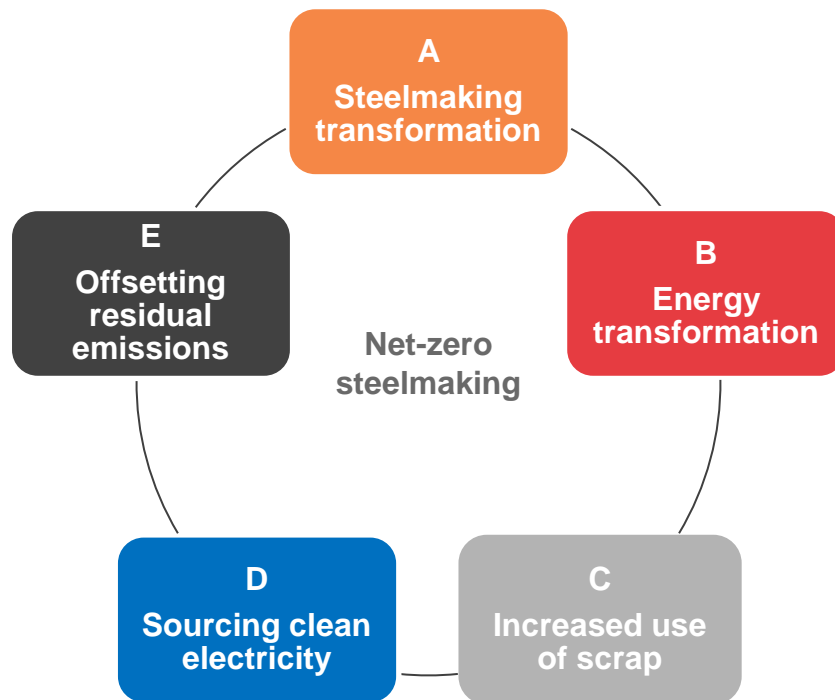 A
Steelmaking
transformation
B
Energy
transformation
C
Increased use
of scrap
D
Sourcing clean
electricity
E
Offsetting
residual
emissions
Net-zero
steelmaking